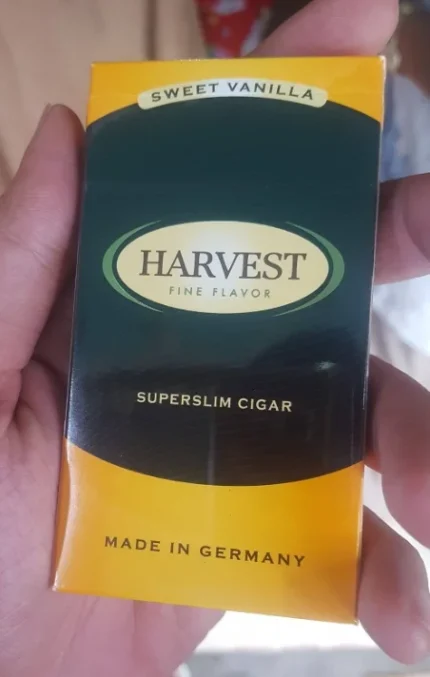 SWEET VANILLA
HARVEST
FINE FLAVOR
SUPERSLIM CIGAR
MADE IN GERMANY